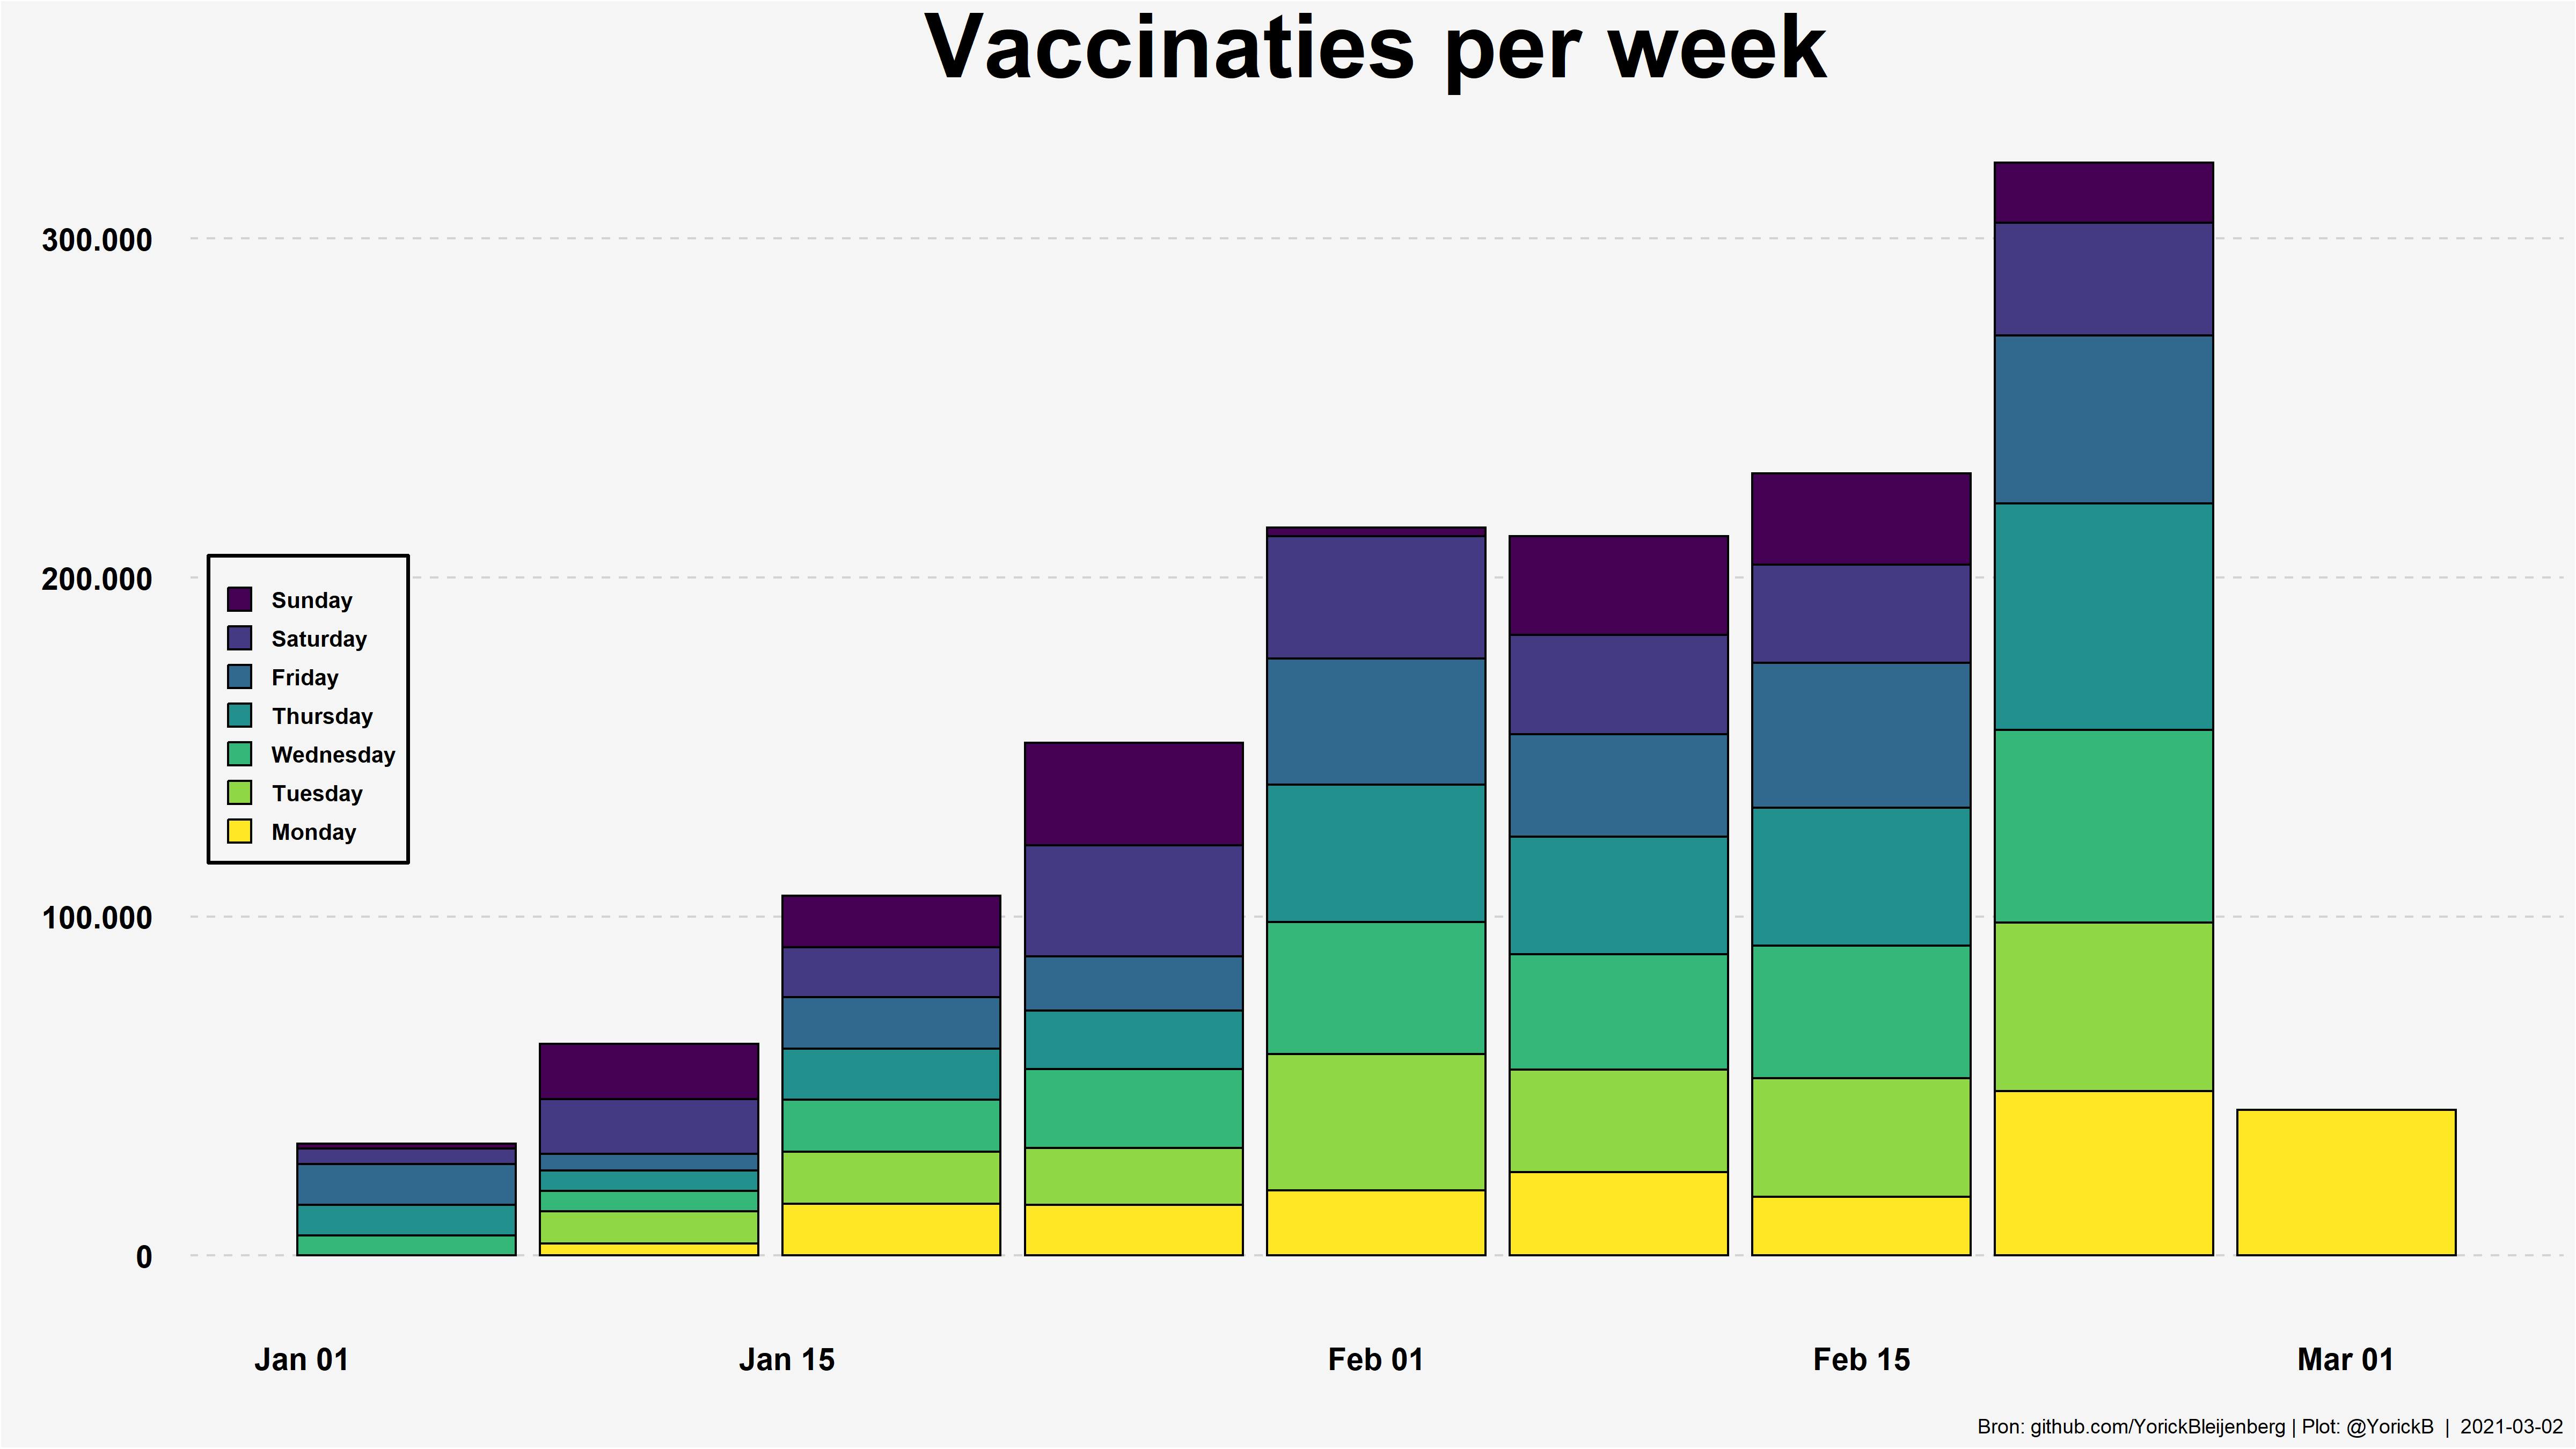 Vaccinaties per week
300.000
200.000
100.000
0
Sunday
Saturday
Friday
Thursday
Wednesday
Tuesday
Monday
Jan 01 Jan 15 Feb 01 Feb 15 Mar 01
Bron: github.com/YorickBleijenberg | Plot: @YorickB | 2021-03-02